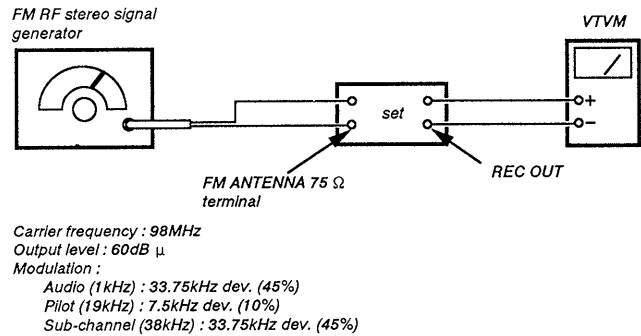 FM RF stereo signal
generator
VTVM
set
+
−
FM ANTENNA 75 Ω
terminal
REC OUT
Carrier frequency : 98MHz
Output level : 60dB μ
Modulation :
Audio (1kHz) : 33.75kHz dev. (45%)
Pilot (19kHz) : 7.5kHz dev. (10%)
Sub-channel (38kHz) : 33.75kHz dev. (45%)